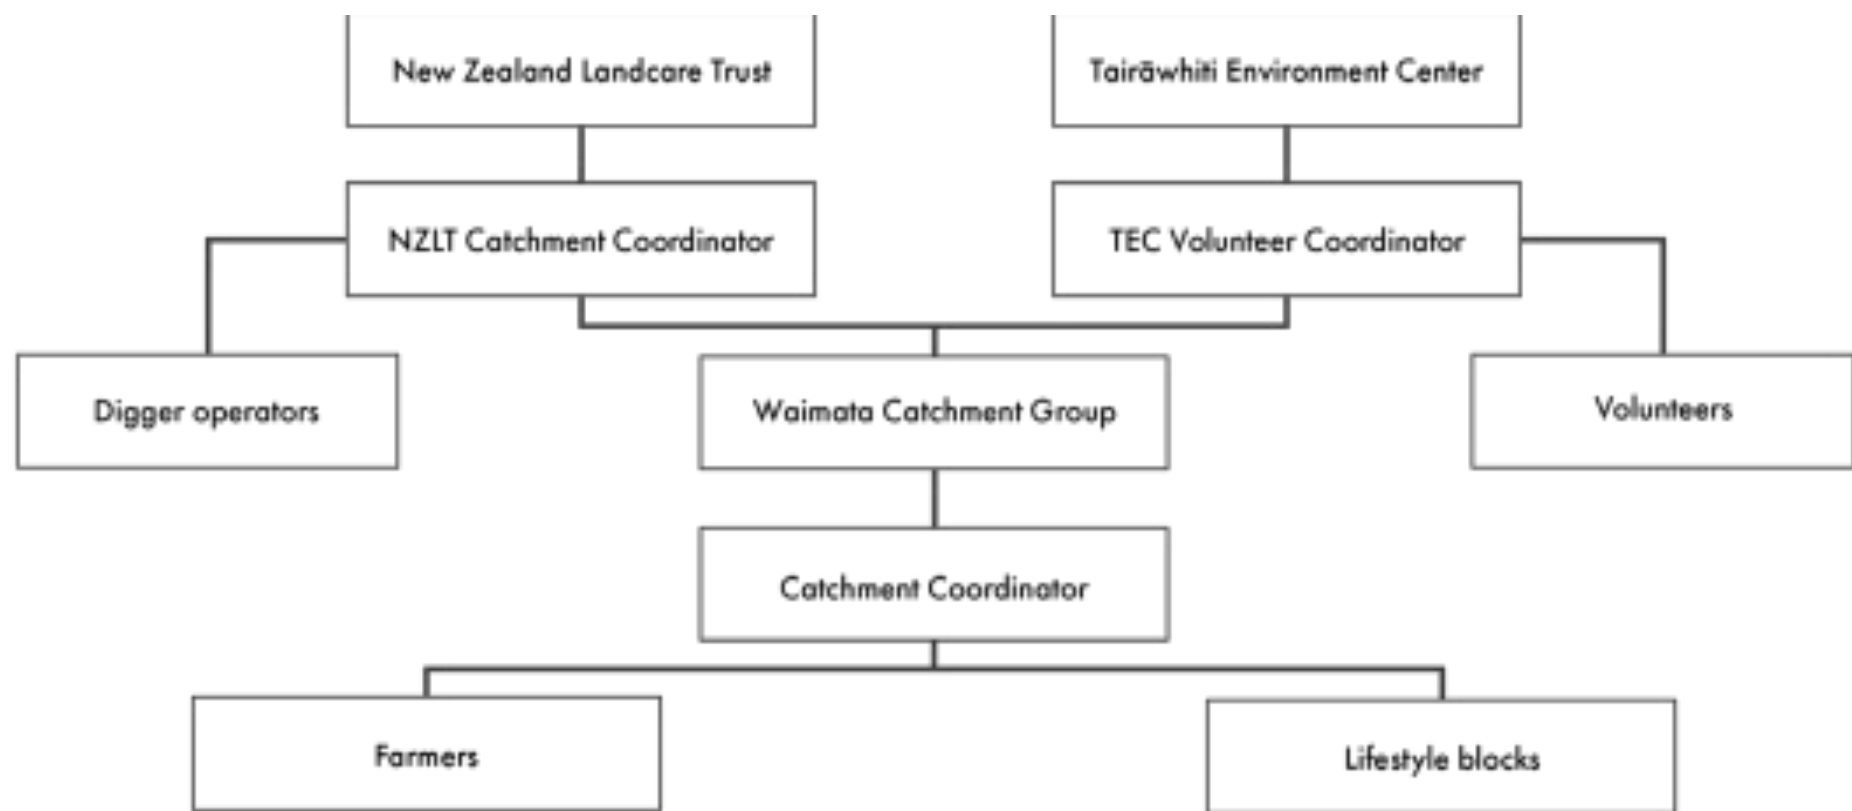 New Zealand Landcare Trust
Tairāwhiti Environment Center
NZLT Catchment Coordinator
TEC Volunteer Coordinator
Digger operators
Waimata Catchment Group
Volunteers
Catchment Coordinator
Farmers
Lifestyle blocks